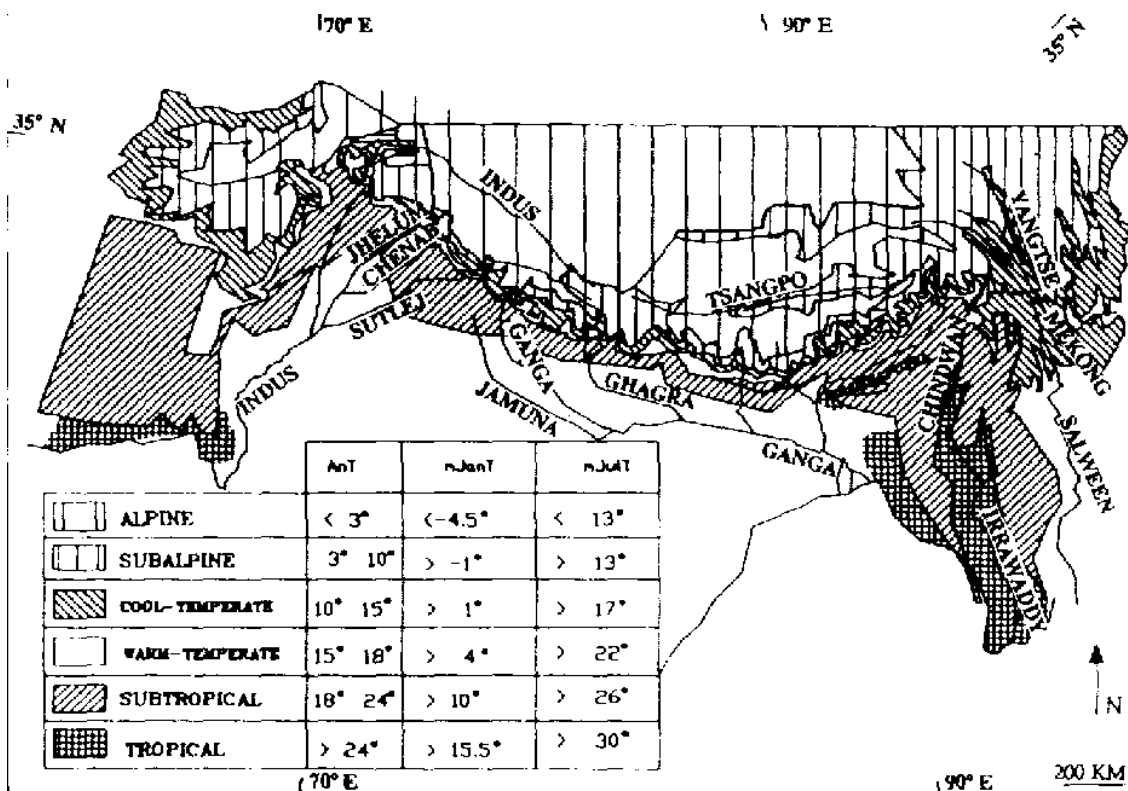 70° E
90° E
35° N
35° N
INDUS
JHELUM
CHENAB
SUTLEJ
INDUS
TSANGPO
YANGTSE
MEKONG
GANGA
JAMUNA
GHAGRA
GANGA
CHINDWIN
SALWEEN
IRRAWADDY
AnT mJanT mJulT
ALPINE < 3° <-4.5° < 13°
SUBALPINE 3° 10° > -1° > 13°
COOL-TEMPERATE 10° 15° > 1° > 17°
WARM-TEMPERATE 15° 18° > 4° > 22°
SUBTROPICAL 18° 24° > 10° > 26°
TROPICAL > 24° > 15.5° > 30°
N
70° E
90° E
200 KM